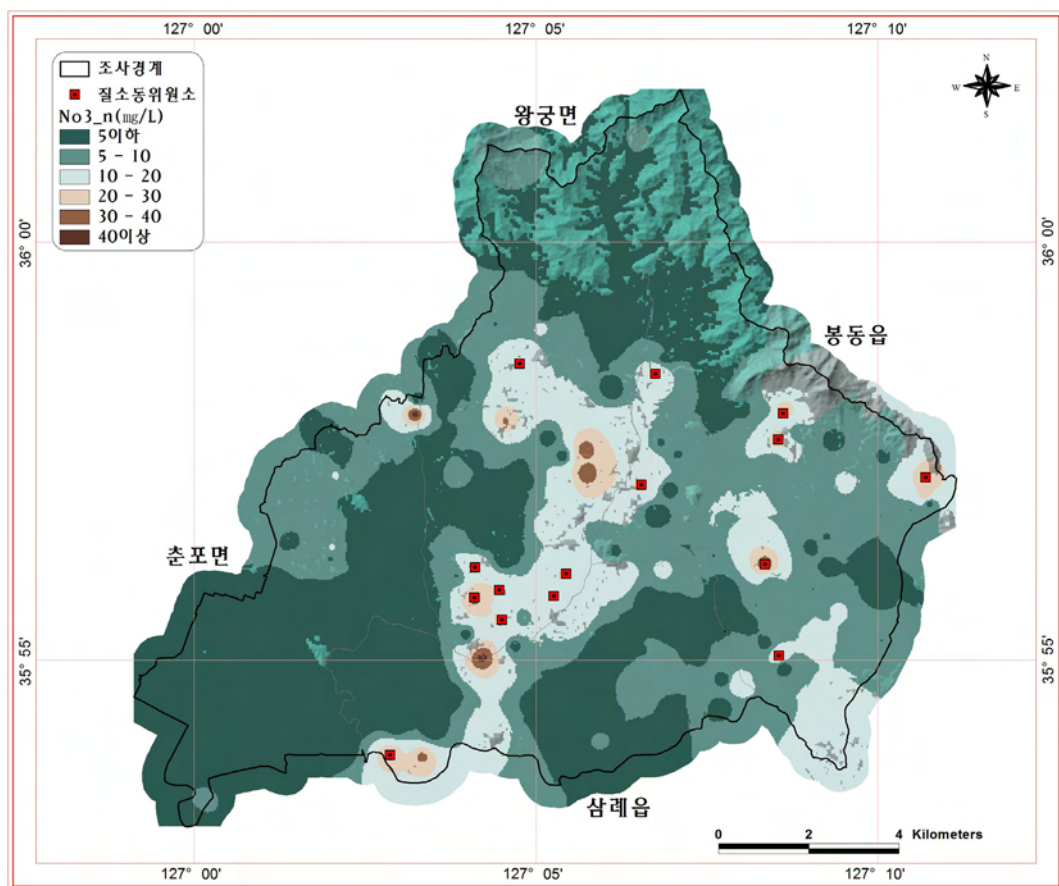 127° 00'
127° 05'
127° 10'
조사경계
질소동위원소
No3_n(㎎/L)
5이하
5 - 10
10 - 20
20 - 30
30 - 40
40이상
N
W
E
S
왕궁면
36° 00'
36° 00'
봉동읍
춘포면
35° 55'
35° 55'
삼례읍
0 2 4 Kilometers
127° 00'
127° 05'
127° 10'